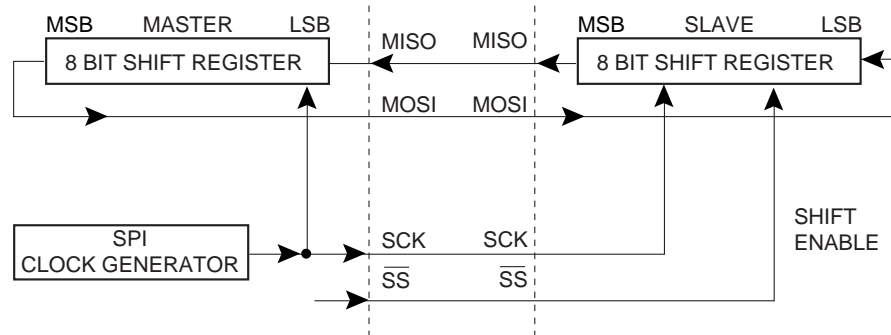 MSB MASTER LSB
MISO MISO
MSB SLAVE LSB
8 BIT SHIFT REGISTER
8 BIT SHIFT REGISTER
MOSI MOSI
SPI
CLOCK GENERATOR
SCK SCK
SS SS
SHIFT
ENABLE